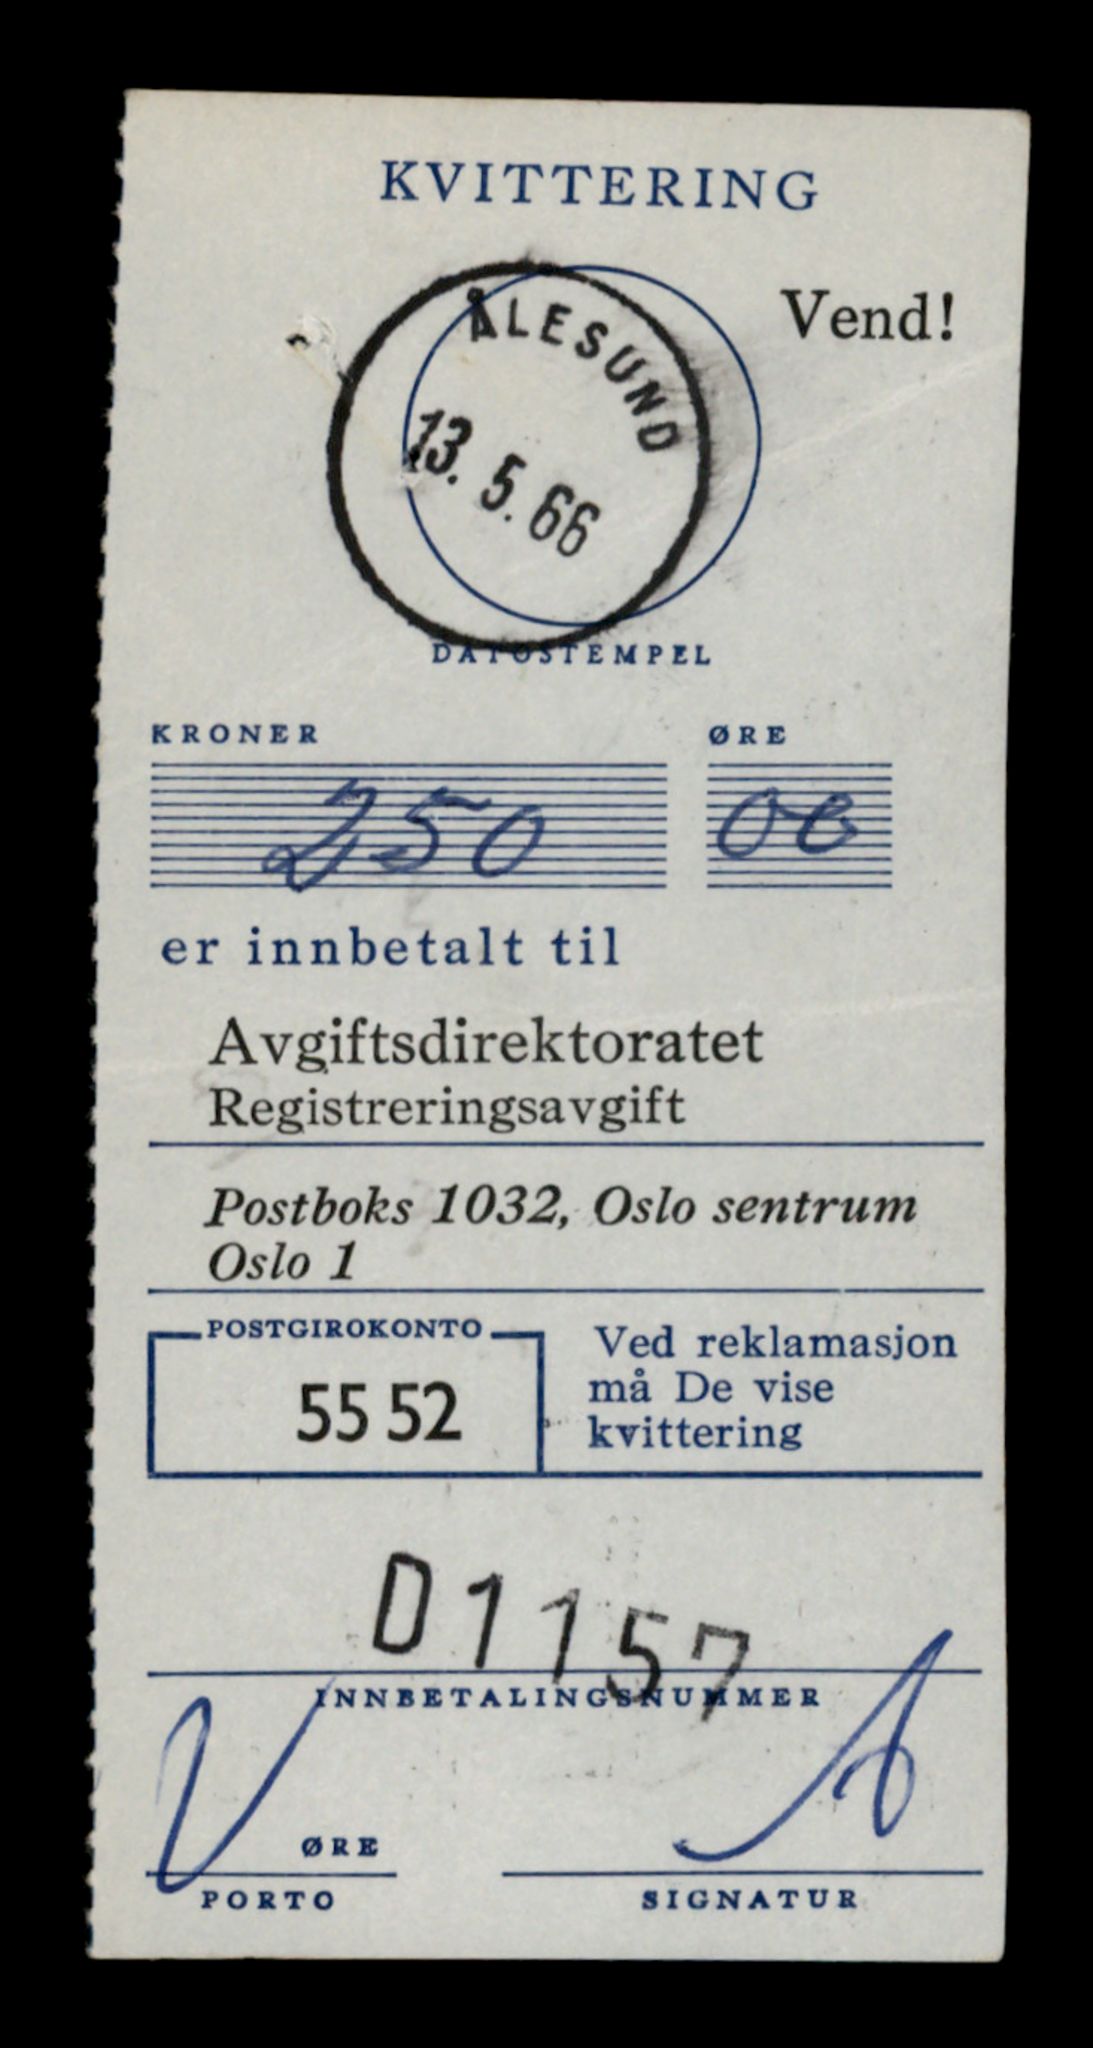 KVITTERING
Vend!
ÅLESUND
13. 5. 66
DATOSTEMPEL
KRONER ØRE
250 00
er innbetalt til
Avgiftsdirektoratet
Registreringsavgift
Postboks 1032, Oslo sentrum
Oslo 1
POSTGIROKONTO
55 52
Ved reklamasjon
må De vise
kvittering
D1157
INNBETALINGSNUMMER
ØRE
PORTO
SIGNATUR